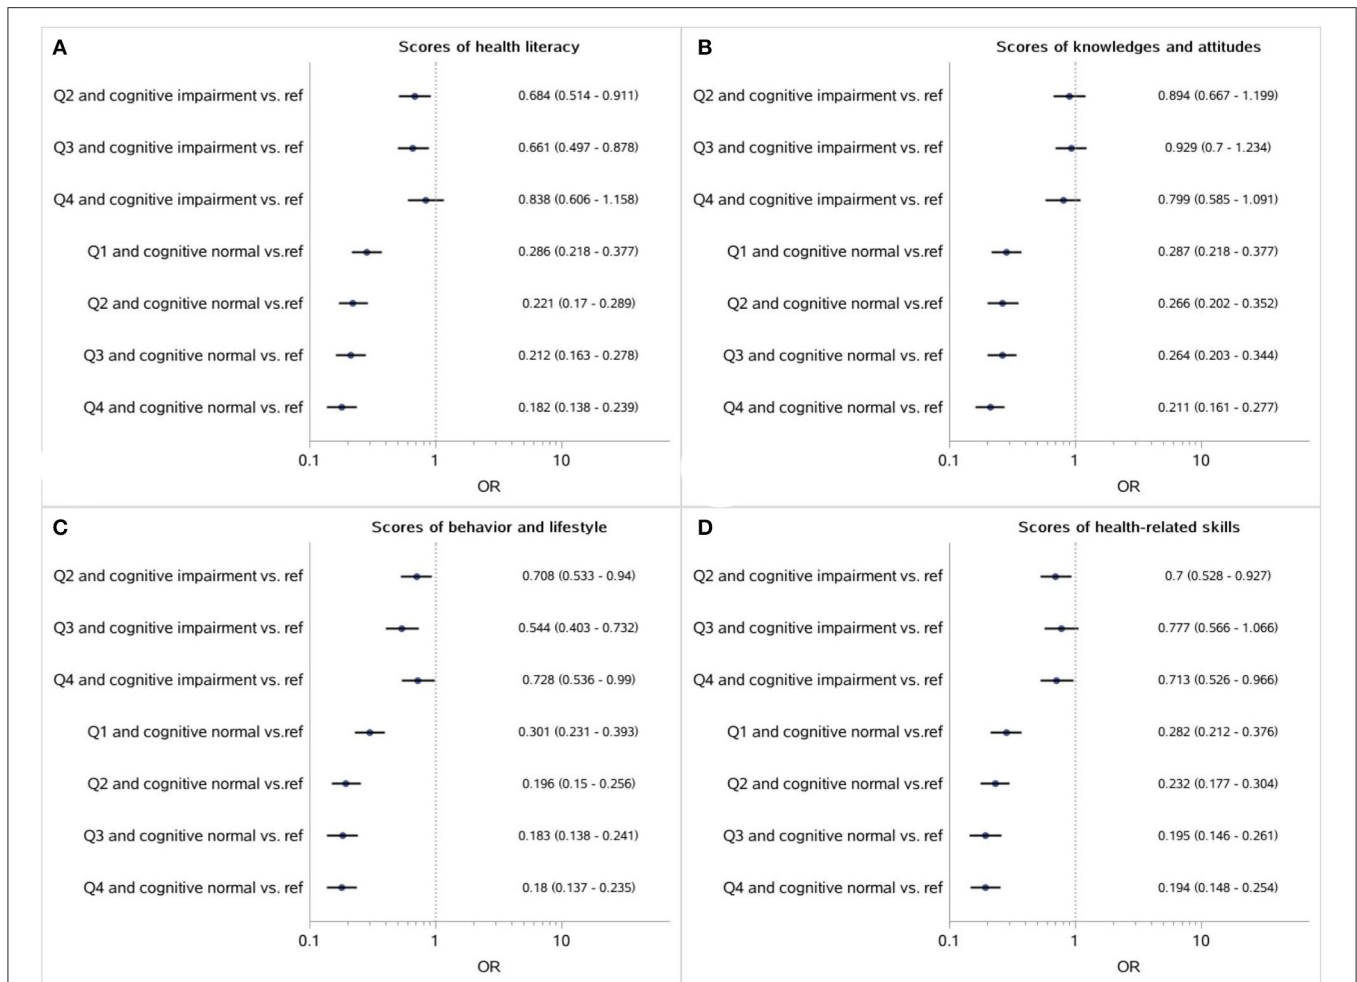 A
Scores of health literacy
Q2 and cognitive impairment vs. ref 0.684 (0.514 - 0.911)
Q3 and cognitive impairment vs. ref 0.661 (0.497 - 0.878)
Q4 and cognitive impairment vs. ref 0.838 (0.606 - 1.158)
Q1 and cognitive normal vs.ref 0.286 (0.218 - 0.377)
Q2 and cognitive normal vs.ref 0.221 (0.17 - 0.289)
Q3 and cognitive normal vs. ref 0.212 (0.163 - 0.278)
Q4 and cognitive normal vs. ref 0.182 (0.138 - 0.239)
0.1 1 10
OR
B
Scores of knowledges and attitudes
Q2 and cognitive impairment vs. ref 0.894 (0.667 - 1.199)
Q3 and cognitive impairment vs. ref 0.929 (0.7 - 1.234)
Q4 and cognitive impairment vs. ref 0.799 (0.585 - 1.091)
Q1 and cognitive normal vs.ref 0.287 (0.218 - 0.377)
Q2 and cognitive normal vs.ref 0.266 (0.202 - 0.352)
Q3 and cognitive normal vs. ref 0.264 (0.203 - 0.344)
Q4 and cognitive normal vs. ref 0.211 (0.161 - 0.277)
0.1 1 10
OR
C
Scores of behavior and lifestyle
Q2 and cognitive impairment vs. ref 0.708 (0.533 - 0.94)
Q3 and cognitive impairment vs. ref 0.544 (0.403 - 0.732)
Q4 and cognitive impairment vs. ref 0.728 (0.536 - 0.99)
Q1 and cognitive normal vs.ref 0.301 (0.231 - 0.393)
Q2 and cognitive normal vs.ref 0.196 (0.15 - 0.256)
Q3 and cognitive normal vs. ref 0.183 (0.138 - 0.241)
Q4 and cognitive normal vs. ref 0.18 (0.137 - 0.235)
0.1 1 10
OR
D
Scores of health-related skills
Q2 and cognitive impairment vs. ref 0.7 (0.528 - 0.927)
Q3 and cognitive impairment vs. ref 0.777 (0.566 - 1.066)
Q4 and cognitive impairment vs. ref 0.713 (0.526 - 0.966)
Q1 and cognitive normal vs.ref 0.282 (0.212 - 0.376)
Q2 and cognitive normal vs.ref 0.232 (0.177 - 0.304)
Q3 and cognitive normal vs. ref 0.195 (0.146 - 0.261)
Q4 and cognitive normal vs. ref 0.194 (0.148 - 0.254)
0.1 1 10
OR